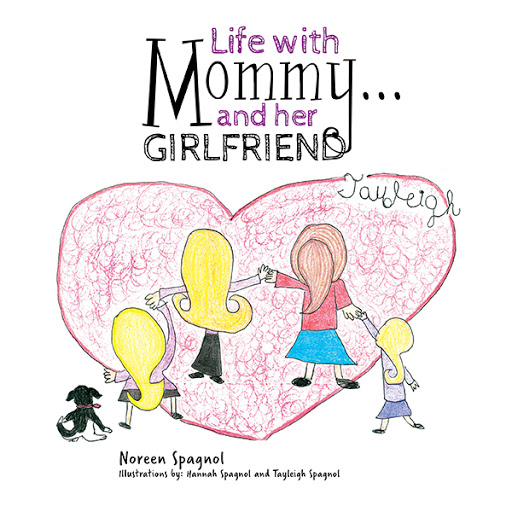 Life with
Mommy...
and her
GIRLFRIEND
Tayleigh
Noreen Spagnol
Illustrations by: Hannah Spagnol and Tayleigh Spagnol